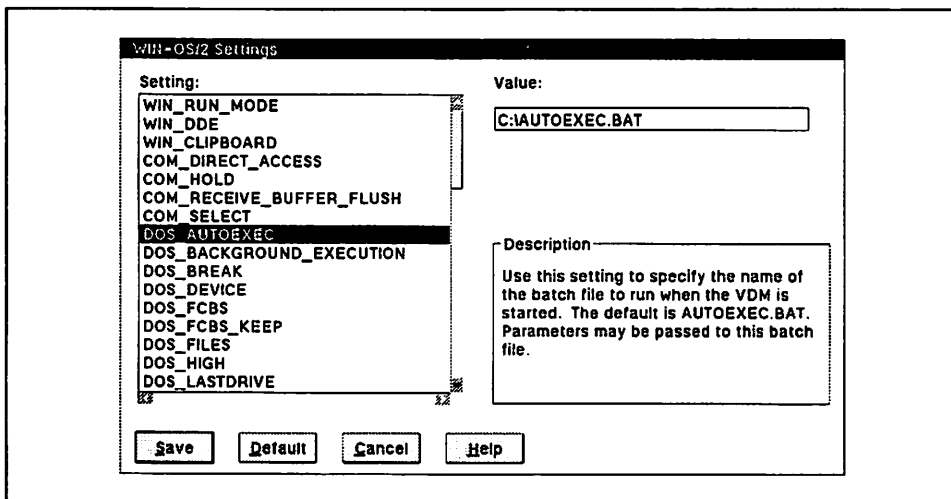 WIN-OS/2 Settings
Setting:
WIN_RUN_MODE
WIN_DDE
WIN_CLIPBOARD
COM_DIRECT_ACCESS
COM_HOLD
COM_RECEIVE_BUFFER_FLUSH
COM_SELECT
DOS_AUTOEXEC
DOS_BACKGROUND_EXECUTION
DOS_BREAK
DOS_DEVICE
DOS_FCBS
DOS_FCBS_KEEP
DOS_FILES
DOS_HIGH
DOS_LASTDRIVE
Value:
C:\AUTOEXEC.BAT
Description
Use this setting to specify the name of
the batch file to run when the VDM is
started. The default is AUTOEXEC.BAT.
Parameters may be passed to this batch
file.
Save Default Cancel Help